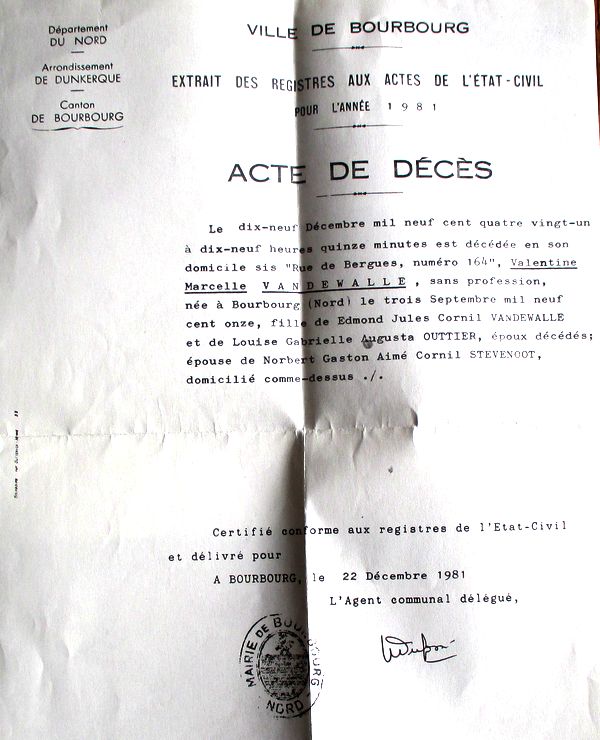 Département
DU NORD
Arrondissement
DE DUNKERQUE
Canton
DE BOURBOURG
VILLE DE BOURBOURG
EXTRAIT DES REGISTRES AUX ACTES DE L'ÉTAT-CIVIL
POUR L'ANNÉE 1981
ACTE DE DÉCÈS
Le dix-neuf Décembre mil neuf cent quatre vingt-un
à dix-neuf heures quinze minutes est décédée en son
domicile sis "Rue de Bergues, numéro 164", Valentine
Marcelle VANDEWALLE, sans profession,
née à Bourbourg (Nord) le trois Septembre mil neuf
cent onze, fille de Edmond Jules Cornil VANDEWALLE
et de Louise Gabrielle Augusta OUTTIER, époux décédés;
épouse de Norbert Gaston Aimé Cornil STEVENOOT,
domicilié comme-dessus ./.
Certifié conforme aux registres de l'Etat-Civil
et délivré pour
A BOURBOURG, le 22 Décembre 1981
L'Agent communal délégué,
MAIRIE DE BOURBOURG
NORD